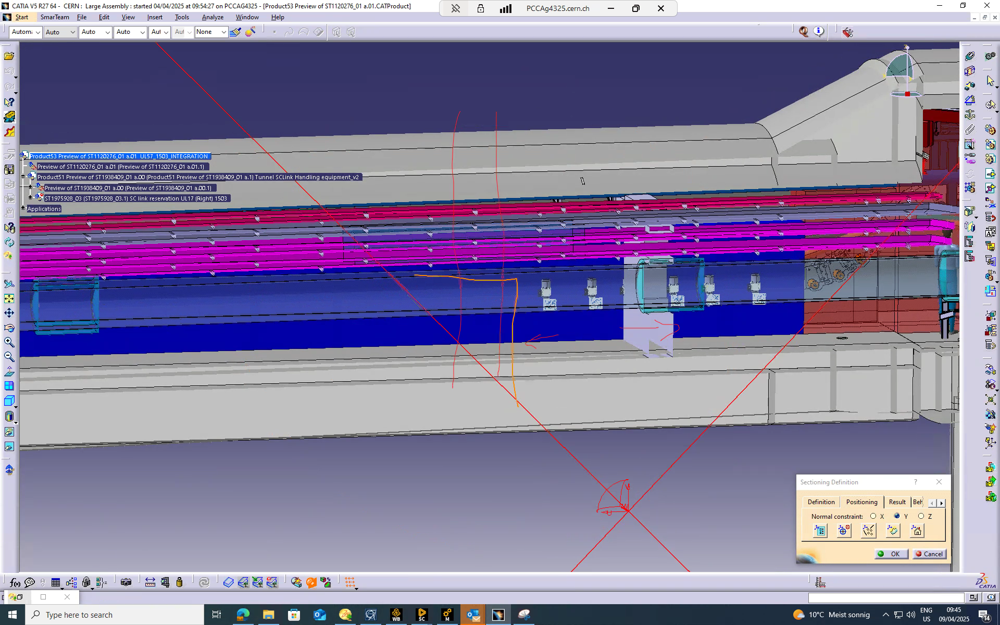 CATIA V5 R27 64 - CERN : Large Assembly : started 04/04/2025 at 09:54:27 on PCCAG4325 - [Product53 Preview of ST1120276_01 a.01.CATProduct]
PCCAg4325.cern.ch
Start SmarTeam File Edit View Insert Tools Analyze Window Help
Auto Auto Auto None
Product53 Preview of ST1120276_01 a.01 UL57_1503_INTEGRATION
Preview of ST1120276_01 a.01 (Preview of ST1120276_01 a.01.1)
Product51 Preview of ST1938409_01 a.00 (Product51 Preview of ST1938409_01 a.1) Tunnel SCLink Handling equipment_v2
Preview of ST1938409_01 a.00 (Preview of ST1938409_01 a.00.1)
ST1975928_03 (ST1975928_03.1) SC link reservation UL17 (Right) 1503
Applications
Sectioning Definition
Definition Positioning Result Beh
Normal constraint: X Y Z
OK Cancel
f(x)
CATIA
Type here to search
WB SC M
10°C Meist sonnig
ENG US
09:45
09/04/2025
14